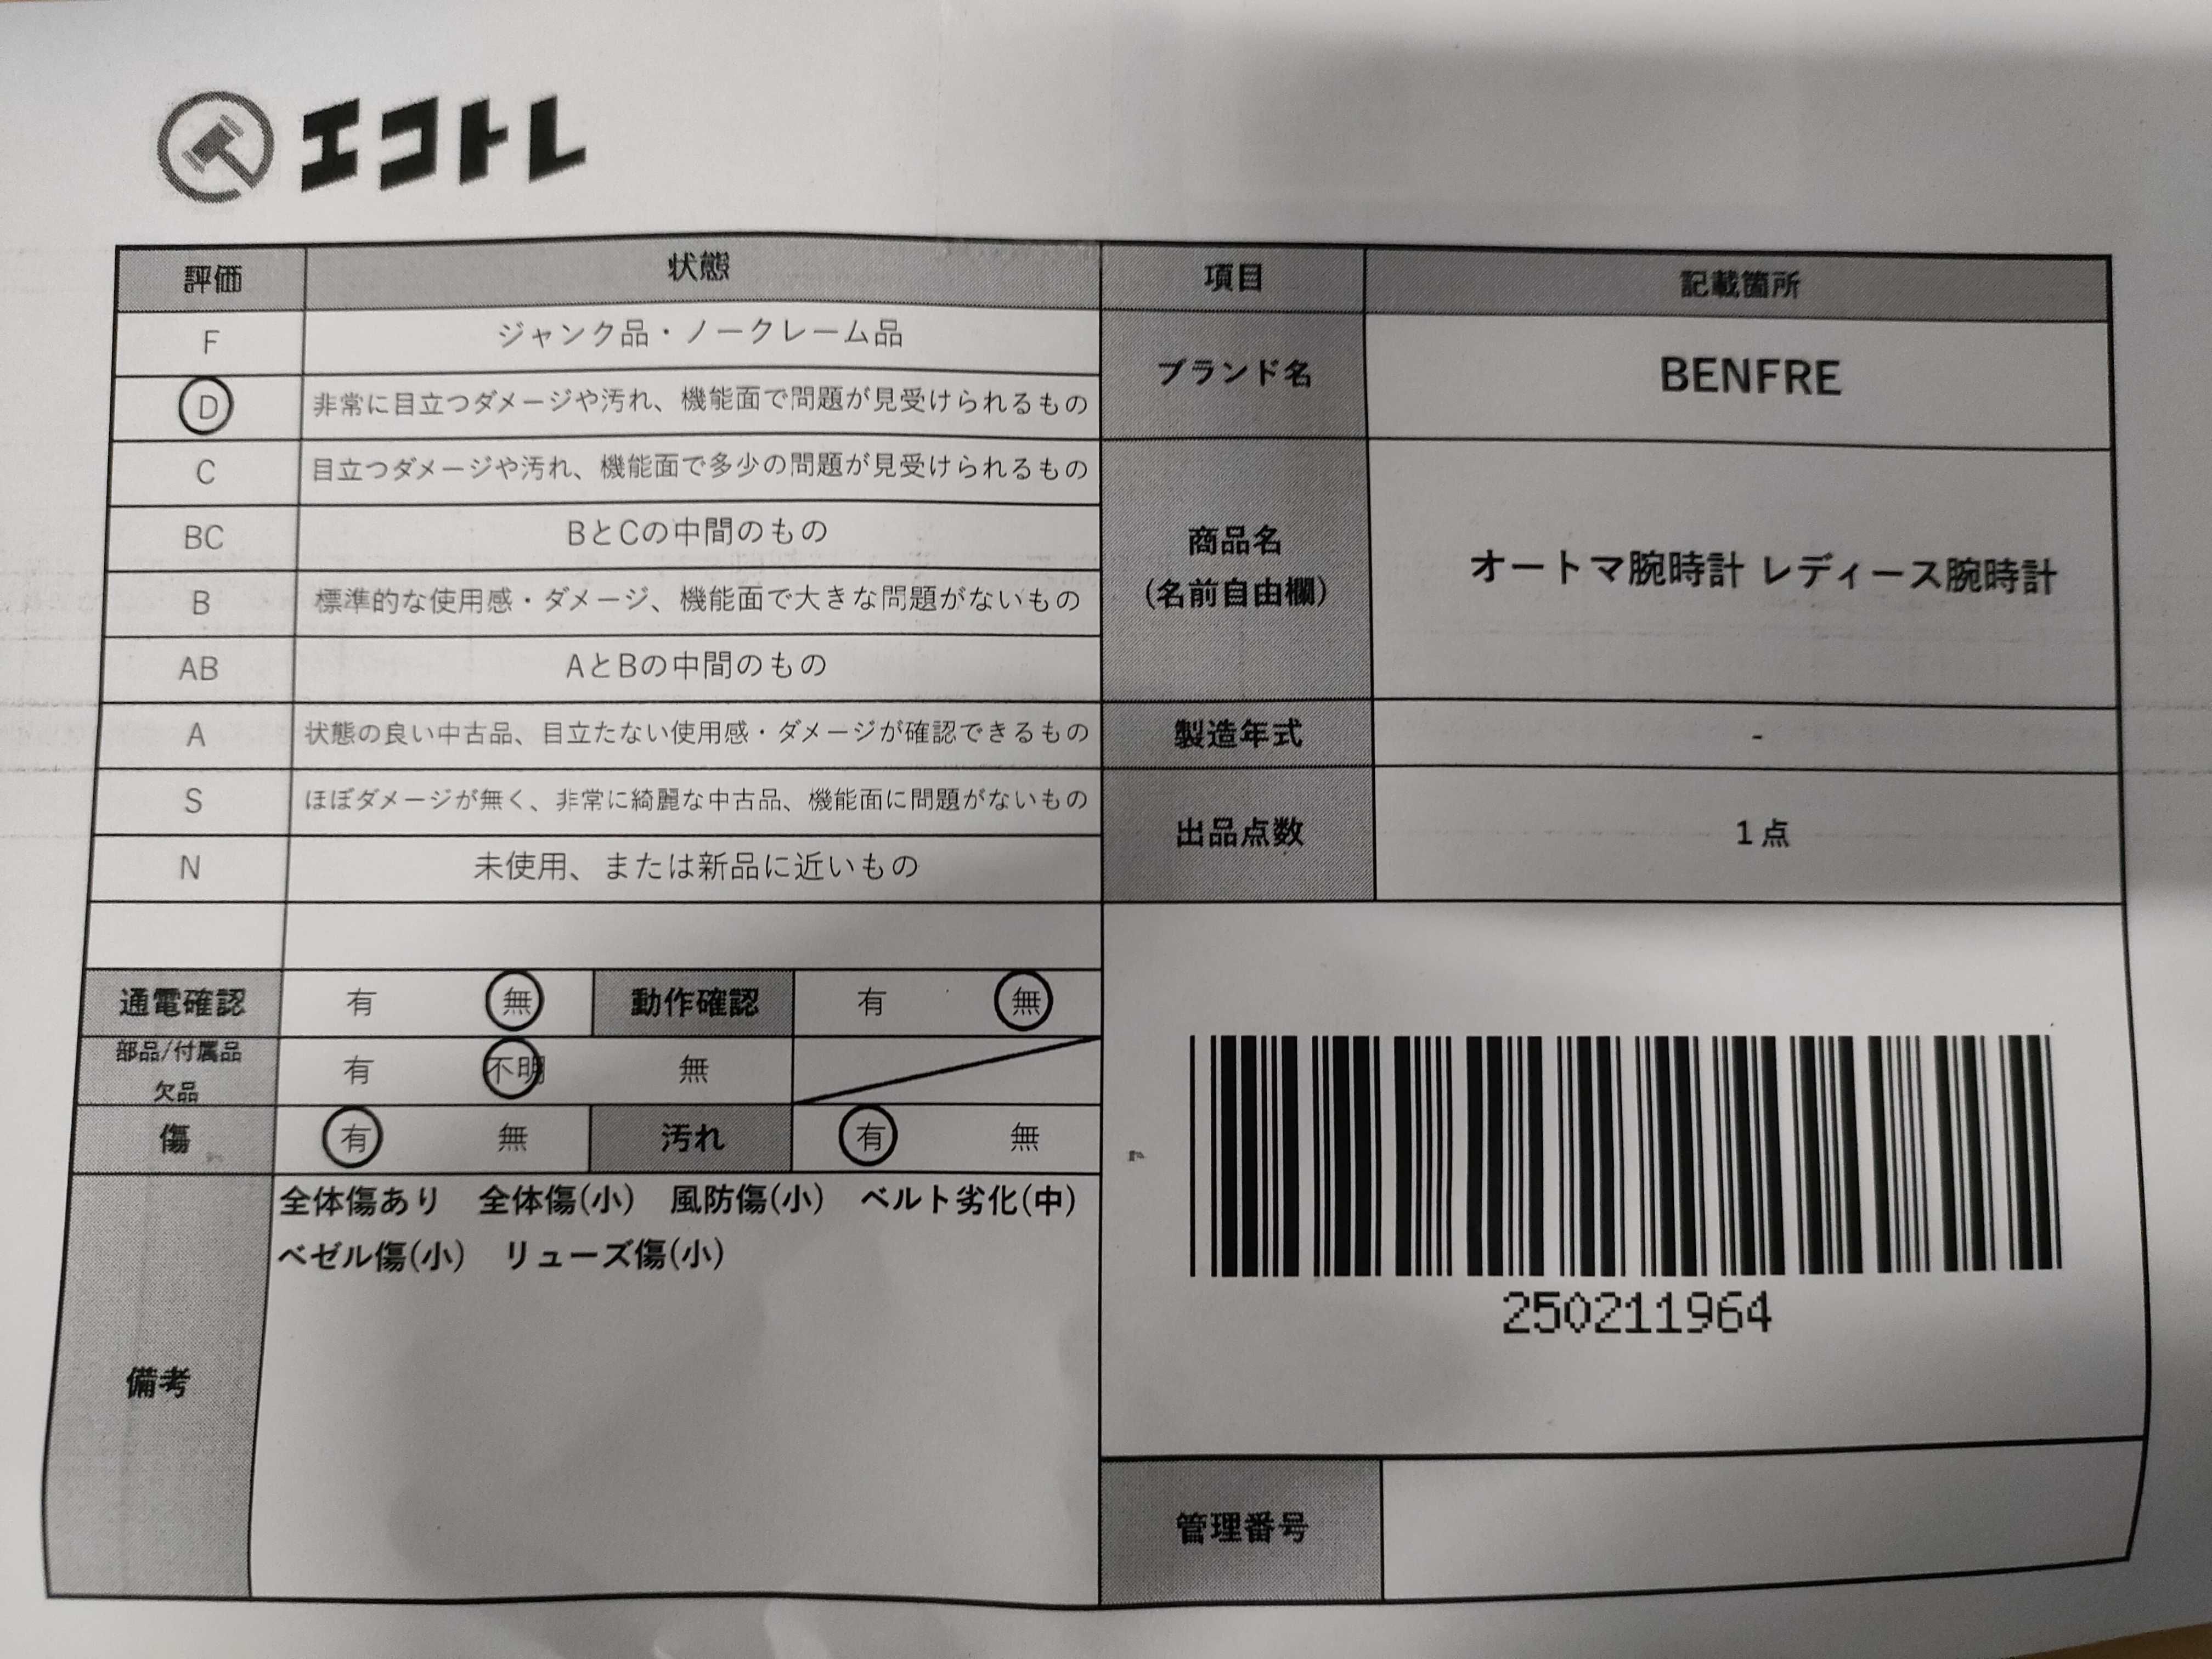 エコトレ
評価 状態
F ジャンク品・ノークレーム品
D 非常に目立つダメージや汚れ、機能面で問題が見受けられるもの
C 目立つダメージや汚れ、機能面で多少の問題が見受けられるもの
BC BとCの中間のもの
B 標準的な使用感・ダメージ、機能面で大きな問題がないもの
AB AとBの中間のもの
A 状態の良い中古品、目立たない使用感・ダメージが確認できるもの
S ほぼダメージが無く、非常に綺麗な中古品、機能面に問題がないもの
N 未使用、または新品に近いもの
通電確認 有 無 動作確認 有 無
部品/付属品
欠品 有 不明 無
傷 有 無 汚れ 有 無
備考
全体傷あり 全体傷(小) 風防傷(小) ベルト劣化(中)
ベゼル傷(小) リューズ傷(小)
項目 記載箇所
ブランド名 BENFRE
商品名
(名前自由欄)
オートマ腕時計 レディース腕時計
製造年式 -
出品点数 1点
250211964
管理番号